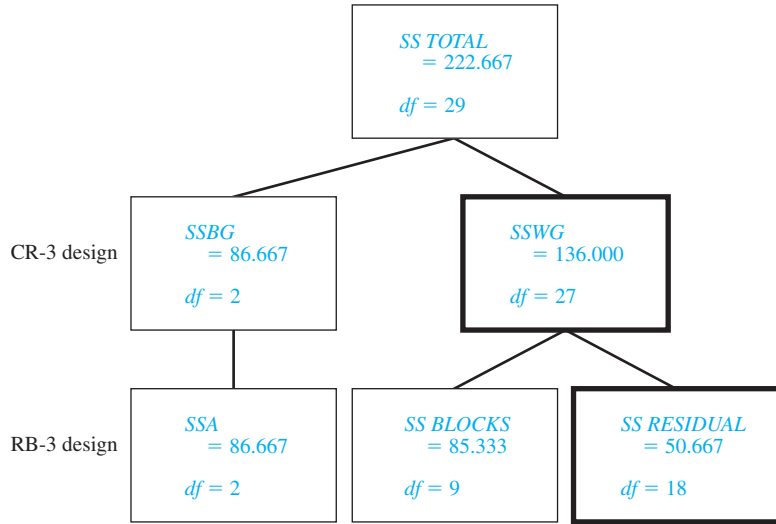 SS TOTAL
= 222.667
df = 29
CR-3 design
SSBG
= 86.667
df = 2
SSWG
= 136.000
df = 27
RB-3 design
SSA
= 86.667
df = 2
SS BLOCKS
= 85.333
df = 9
SS RESIDUAL
= 50.667
df = 18